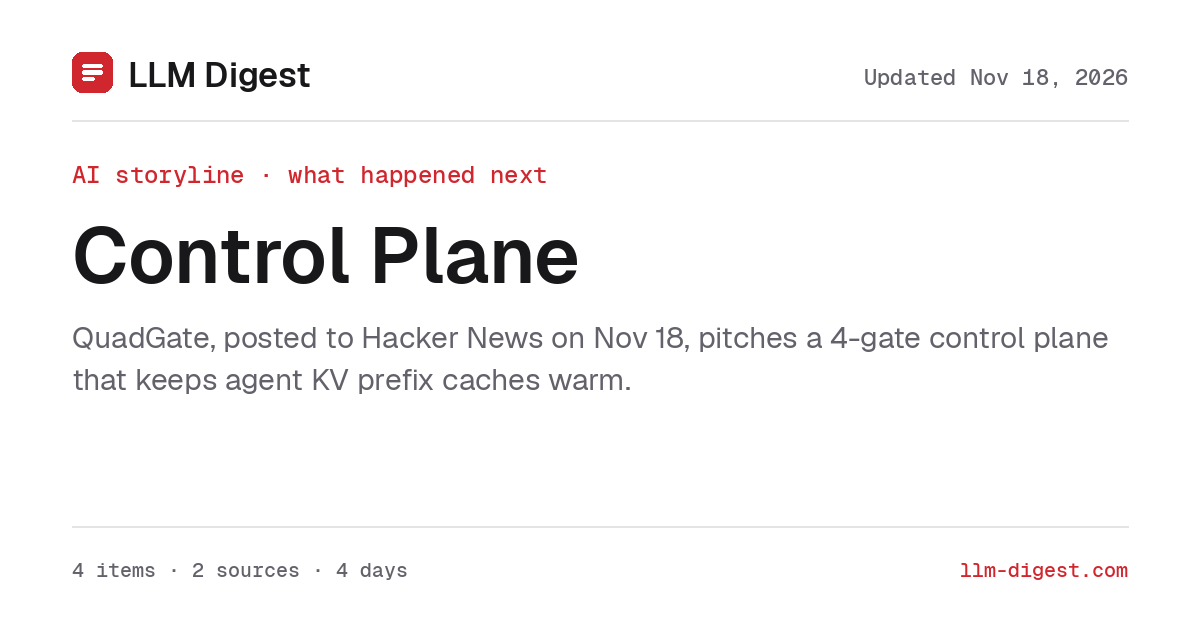 LLM Digest
Updated Nov 18, 2026
AI storyline · what happened next
Control Plane
QuadGate, posted to Hacker News on Nov 18, pitches a 4-gate control plane
that keeps agent KV prefix caches warm.
4 items · 2 sources · 4 days
llm-digest.com